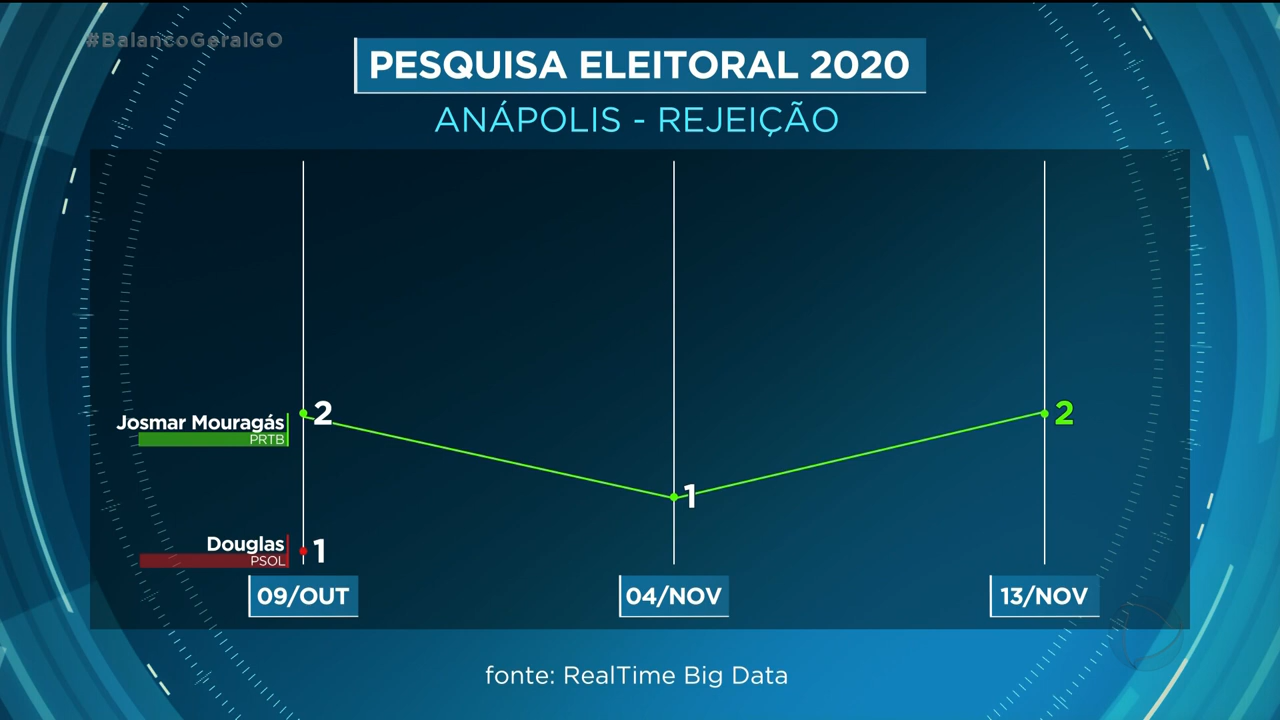 #BalancoGeralGO
PESQUISA ELEITORAL 2020
ANÁPOLIS - REJEIÇÃO
Josmar Mouragás
PRTB
2
1
2
Douglas
PSOL
1
09/OUT
04/NOV
13/NOV
fonte: RealTime Big Data